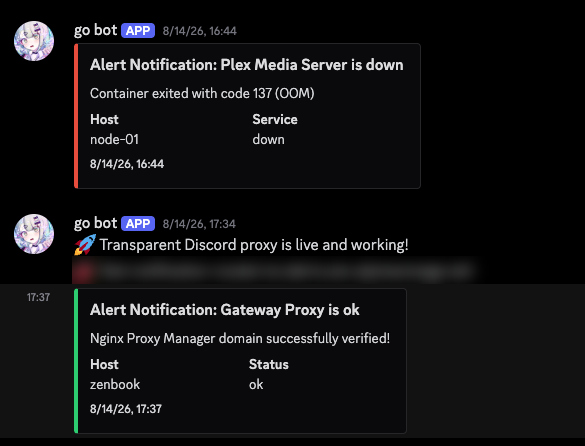 go bot APP 8/14/26, 16:44
Alert Notification: Plex Media Server is down
Container exited with code 137 (OOM)
Host Service
node-01 down
8/14/26, 16:44
go bot APP 8/14/26, 17:34
🚀 Transparent Discord proxy is live and working!
17:37
Alert Notification: Gateway Proxy is ok
Nginx Proxy Manager domain successfully verified!
Host Status
zenbook ok
8/14/26, 17:37